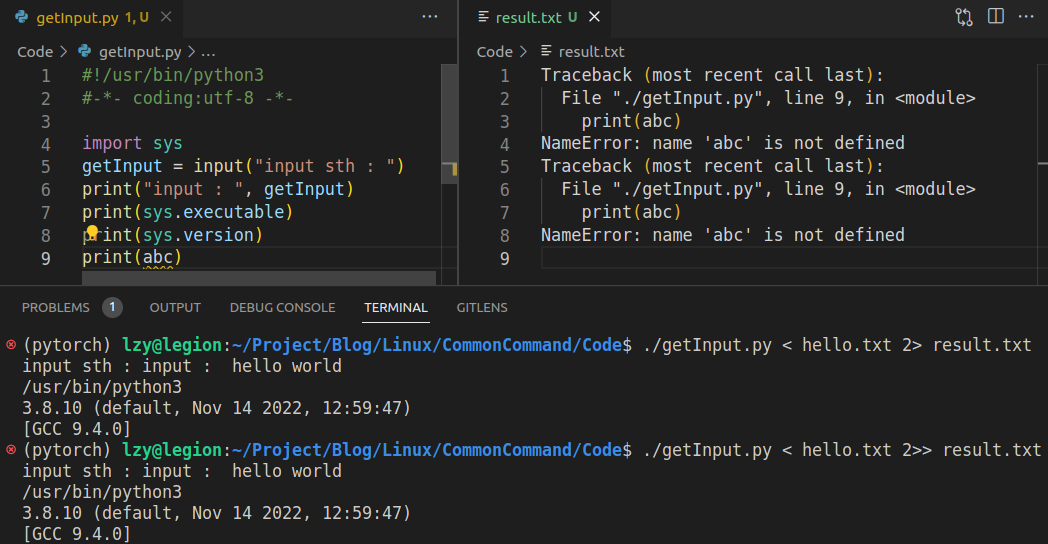 getInput.py 1, U
Code > getInput.py > ...
1 #!/usr/bin/python3
2 #-*- coding:utf-8 -*-
3
4 import sys
5 getInput = input("input sth : ")
6 print("input : ", getInput)
7 print(sys.executable)
8 print(sys.version)
9 print(abc)
result.txt U
Code > result.txt
1 Traceback (most recent call last):
2   File "./getInput.py", line 9, in <module>
3     print(abc)
4 NameError: name 'abc' is not defined
5 Traceback (most recent call last):
6   File "./getInput.py", line 9, in <module>
7     print(abc)
8 NameError: name 'abc' is not defined
9
PROBLEMS 1 OUTPUT DEBUG CONSOLE TERMINAL GITLENS
(pytorch) lzy@legion:~/Project/Blog/Linux/CommonCommand/Code$ ./getInput.py < hello.txt 2> result.txt
input sth : input :  hello world
/usr/bin/python3
3.8.10 (default, Nov 14 2022, 12:59:47)
[GCC 9.4.0]
(pytorch) lzy@legion:~/Project/Blog/Linux/CommonCommand/Code$ ./getInput.py < hello.txt 2>> result.txt
input sth : input :  hello world
/usr/bin/python3
3.8.10 (default, Nov 14 2022, 12:59:47)
[GCC 9.4.0]